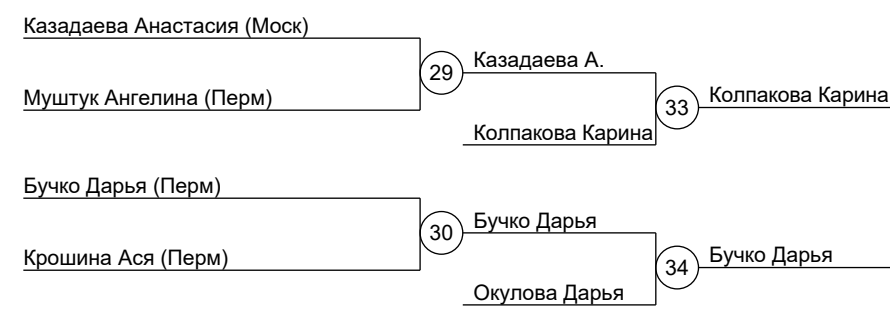 Казадаева Анастасия (Моск)
29
Казадаева А.
Муштук Ангелина (Перм)
33
Колпакова Карина
Колпакова Карина
Бучко Дарья (Перм)
30
Бучко Дарья
Крошина Ася (Перм)
34
Бучко Дарья
Окулова Дарья